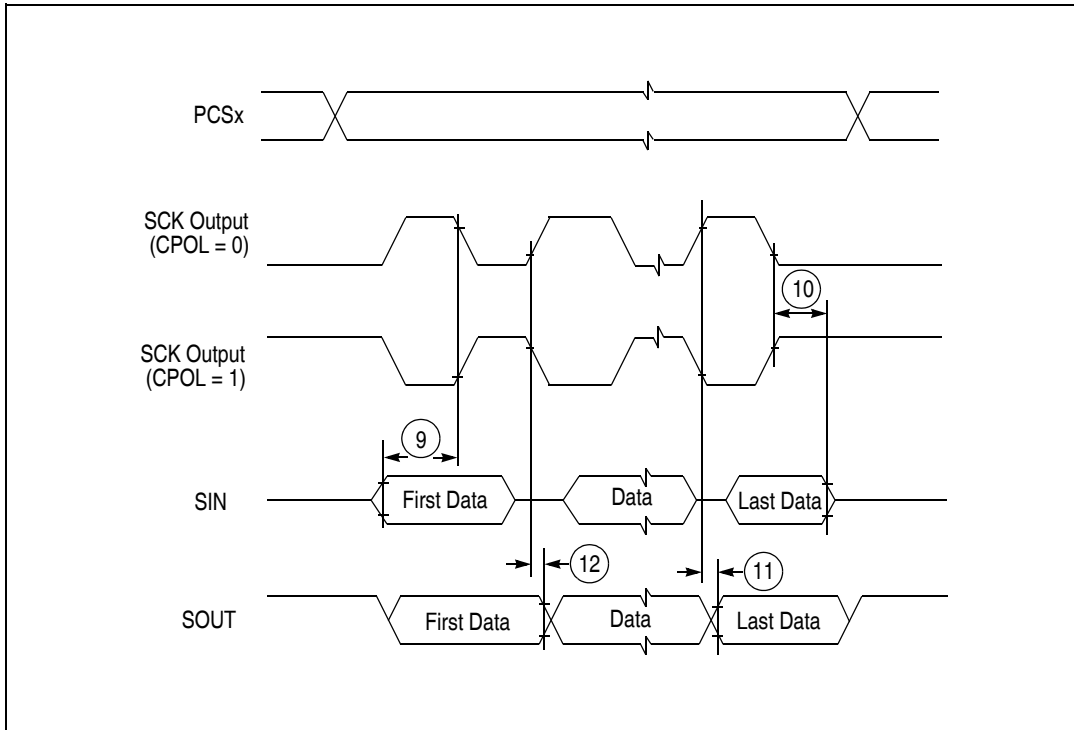 PCSx
SCK Output
(CPOL = 0)
10
SCK Output
(CPOL = 1)
9
SIN
First Data
Data
Last Data
12
11
SOUT
First Data
Data
Last Data